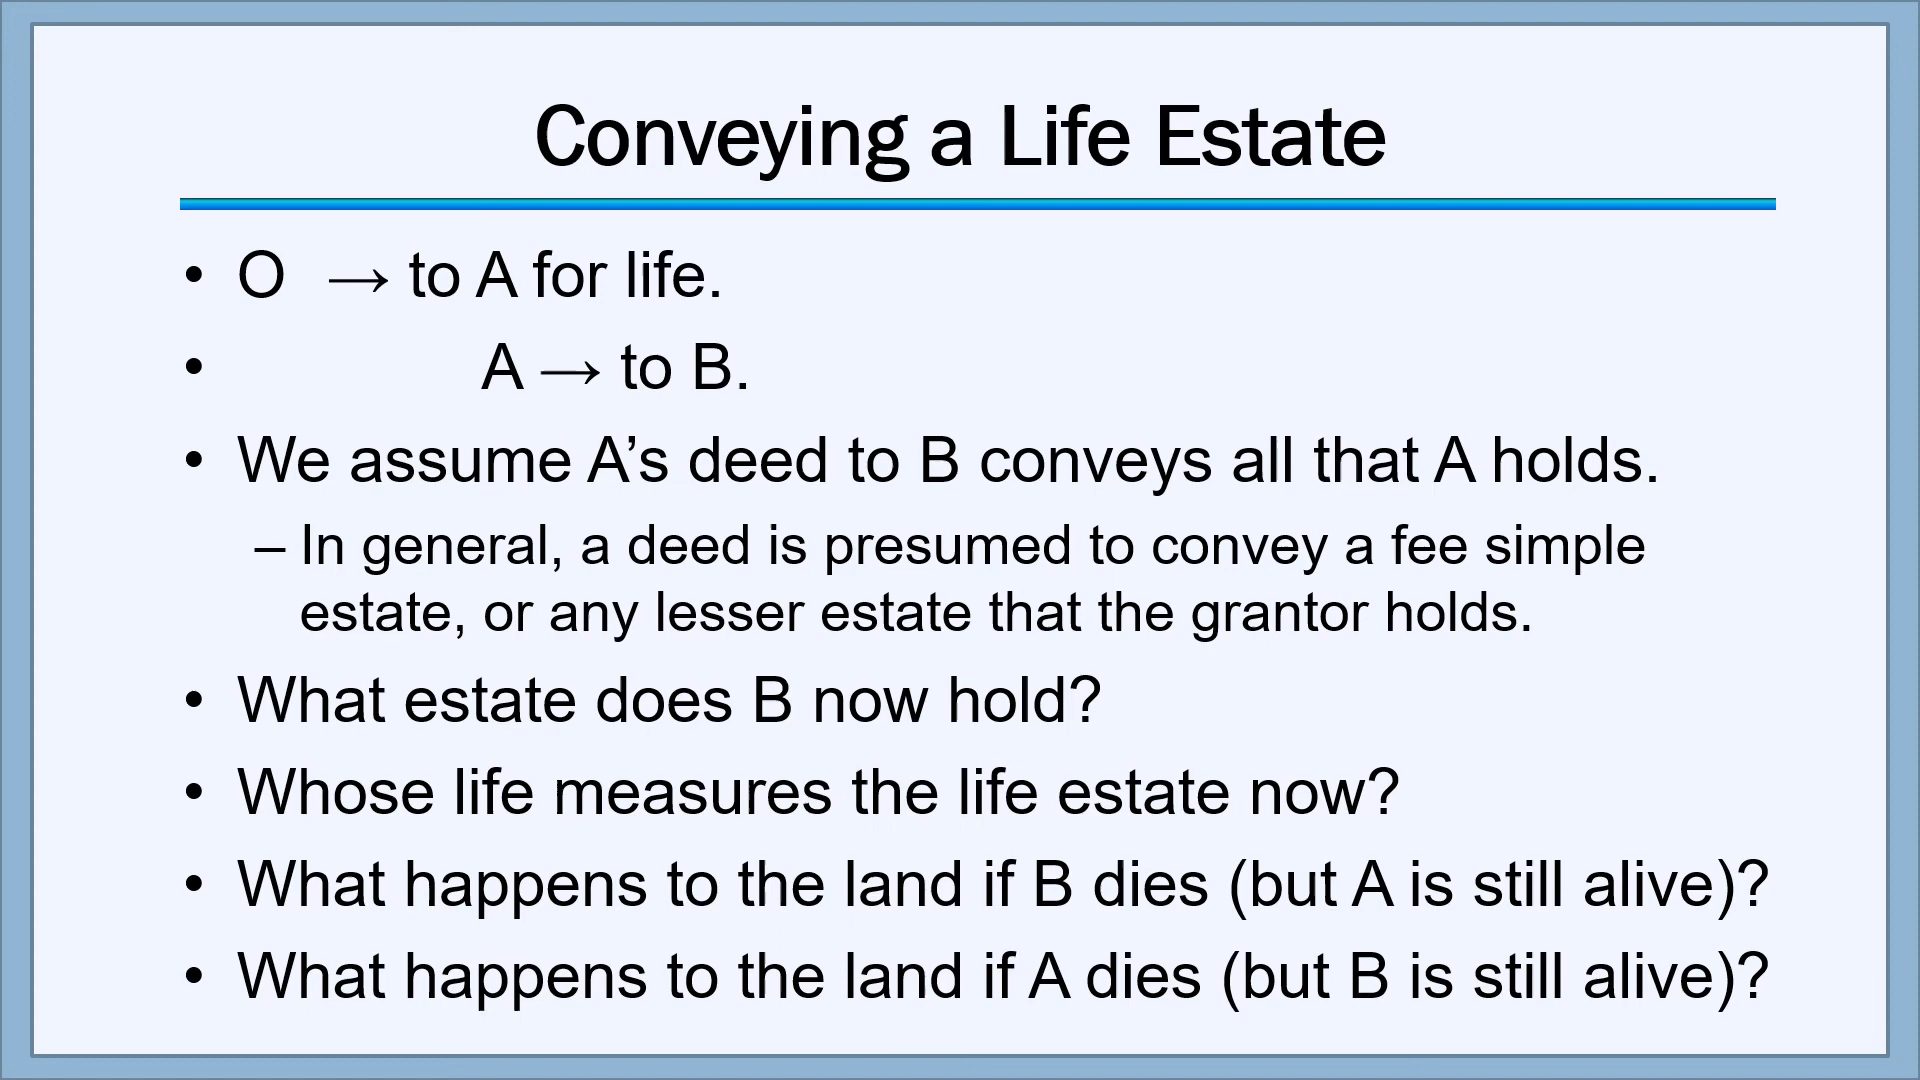 Conveying a Life Estate
• O → to A for life.
• A → to B.
• We assume A’s deed to B conveys all that A holds.
– In general, a deed is presumed to convey a fee simple
estate, or any lesser estate that the grantor holds.
• What estate does B now hold?
• Whose life measures the life estate now?
• What happens to the land if B dies (but A is still alive)?
• What happens to the land if A dies (but B is still alive)?